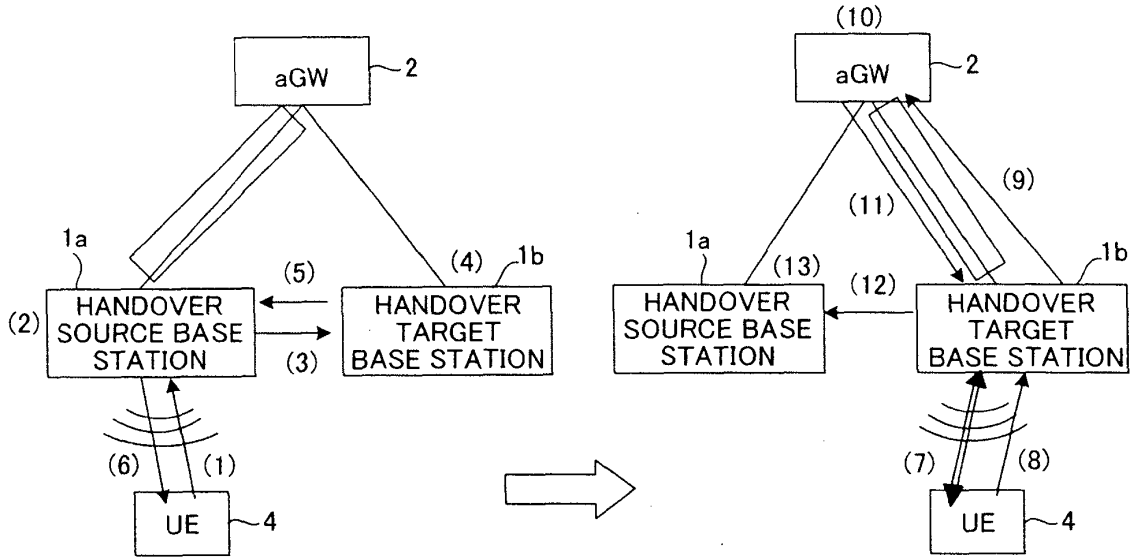 aGW
2
1a
(5)
(4)
1b
(2)
HANDOVER
SOURCE BASE
STATION
(3)
HANDOVER
TARGET
BASE STATION
(6)
(1)
UE
4
(10)
aGW
2
(9)
(11)
1a
(13)
(12)
1b
HANDOVER
SOURCE BASE
STATION
HANDOVER
TARGET
BASE STATION
(7)
(8)
UE
4